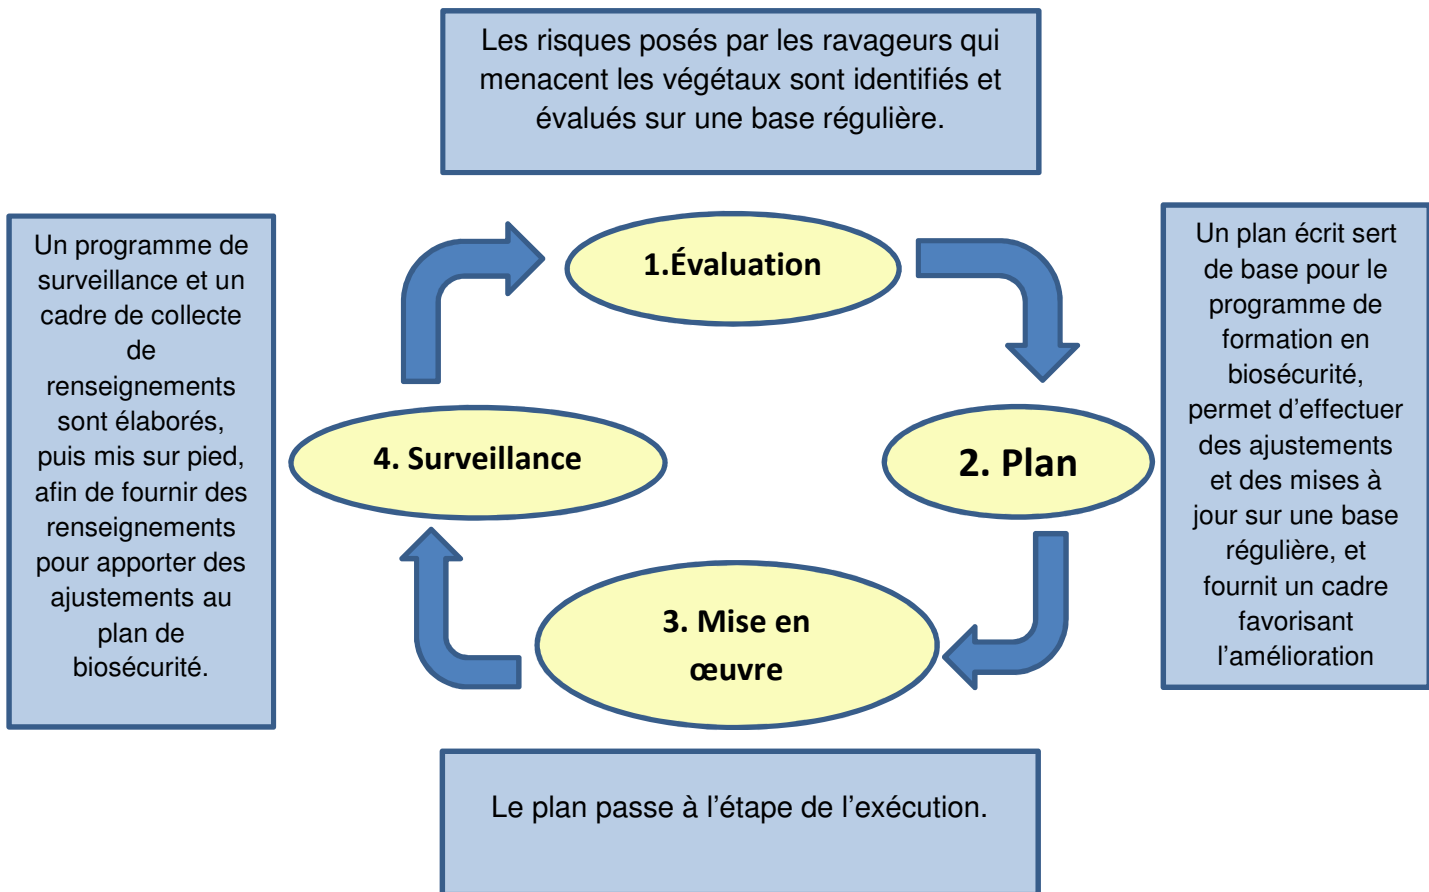 Les risques posés par les ravageurs qui
menacent les végétaux sont identifiés et
évalués sur une base régulière.
1.Évaluation
Un plan écrit sert
de base pour le
programme de
formation en
biosécurité,
permet d’effectuer
des ajustements
et des mises à
jour sur une base
régulière, et
fournit un cadre
favorisant
l’amélioration
2. Plan
3. Mise en
œuvre
Le plan passe à l’étape de l’exécution.
4. Surveillance
Un programme de
surveillance et un
cadre de collecte
de
renseignements
sont élaborés,
puis mis sur pied,
afin de fournir des
renseignements
pour apporter des
ajustements au
plan de
biosécurité.